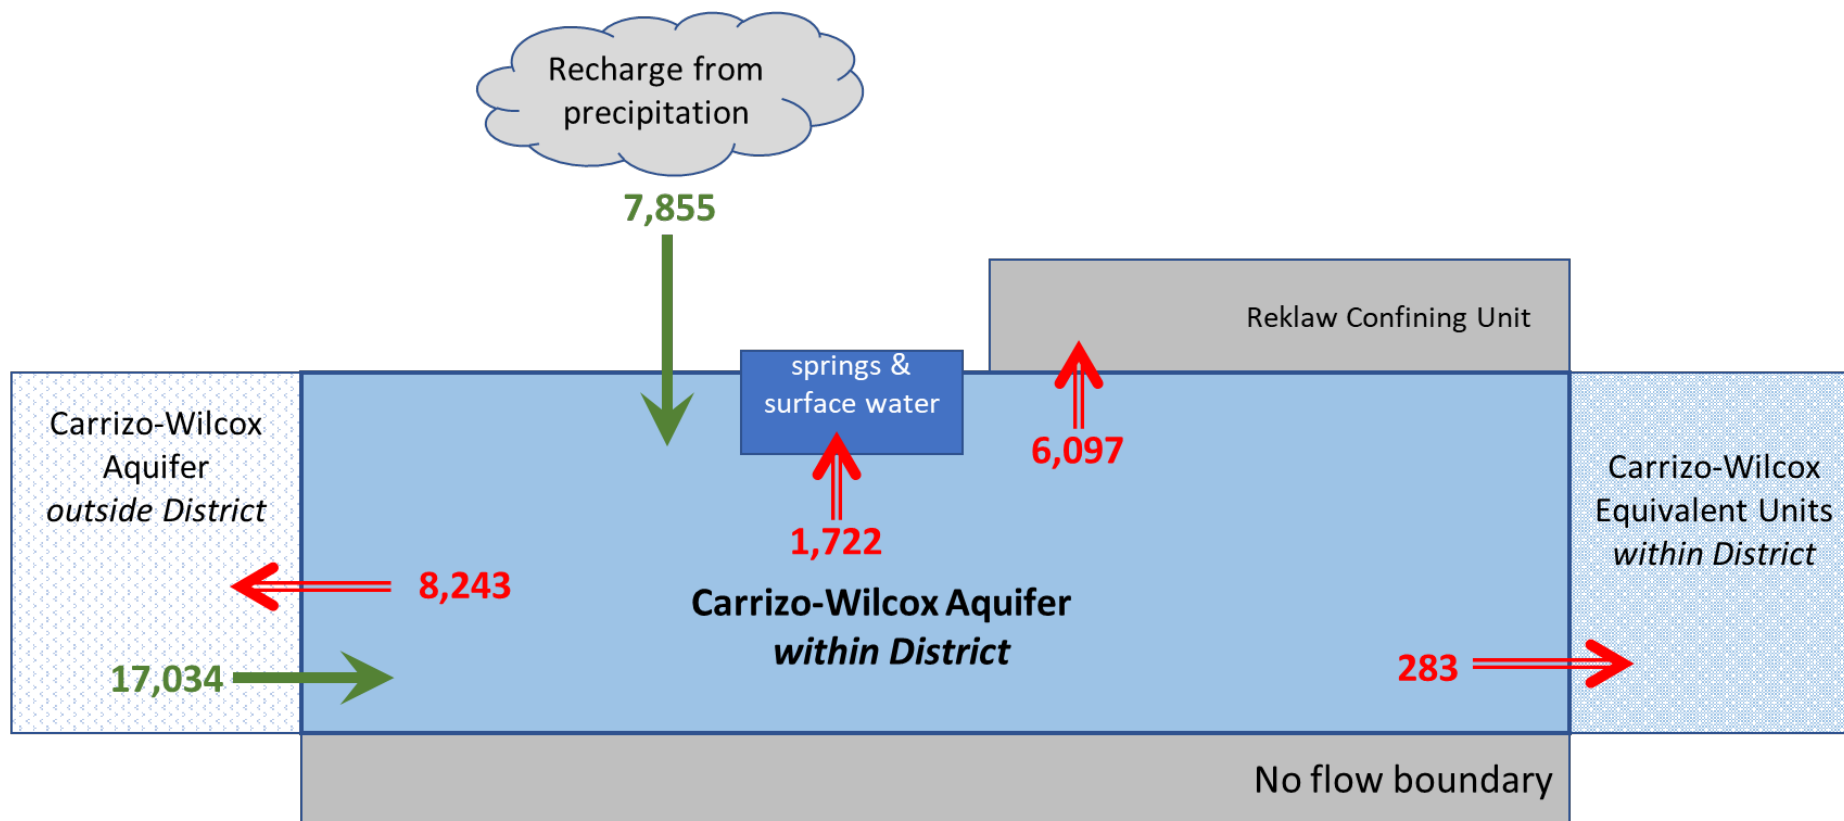 Recharge from
precipitation
7,855
Reklaw Confining Unit
springs &
surface water
6,097
1,722
Carrizo-Wilcox
Aquifer
outside District
8,243
17,034
Carrizo-Wilcox Aquifer
within District
283
Carrizo-Wilcox
Equivalent Units
within District
No flow boundary